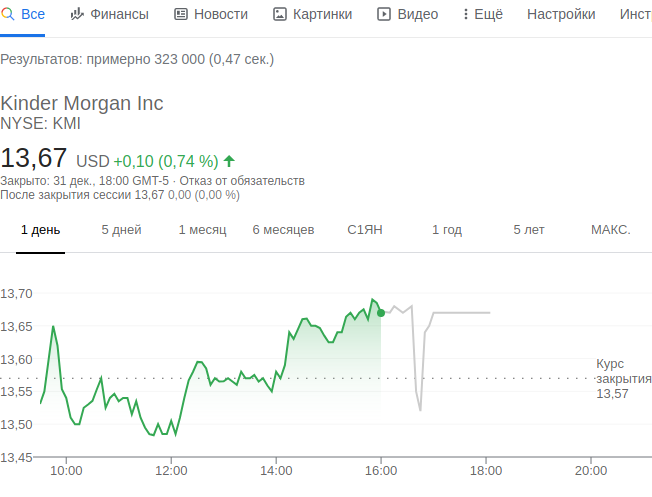 Все Финансы Новости Картинки Видео Ещё Настройки Инст
Результатов: примерно 323 000 (0,47 сек.)
Kinder Morgan Inc
NYSE: KMI
13,67 USD +0,10 (0,74 %)
Закрыто: 31 дек., 18:00 GMT-5 · Отказ от обязательств
После закрытия сессии 13,67 0,00 (0,00 %)
1 день 5 дней 1 месяц 6 месяцев С1ЯН 1 год 5 лет МАКС.
13,70
13,65
13,60
Курс
закрытия
13,57
13,55
13,50
13,45
10:00 12:00 14:00 16:00 18:00 20:00